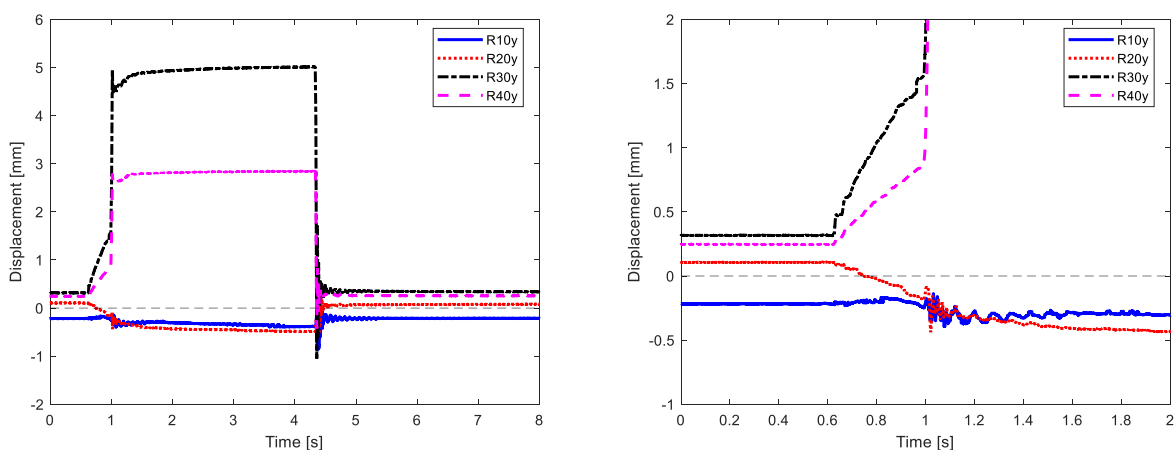 6
5
4
3
2
1
0
-1
-2
0 1 2 3 4 5 6 7 8
Displacement [mm]
Time [s]
R10y
R20y
R30y
R40y
2
1.5
1
0.5
0
-0.5
-1
0 0.2 0.4 0.6 0.8 1 1.2 1.4 1.6 1.8 2
Displacement [mm]
Time [s]
R10y
R20y
R30y
R40y